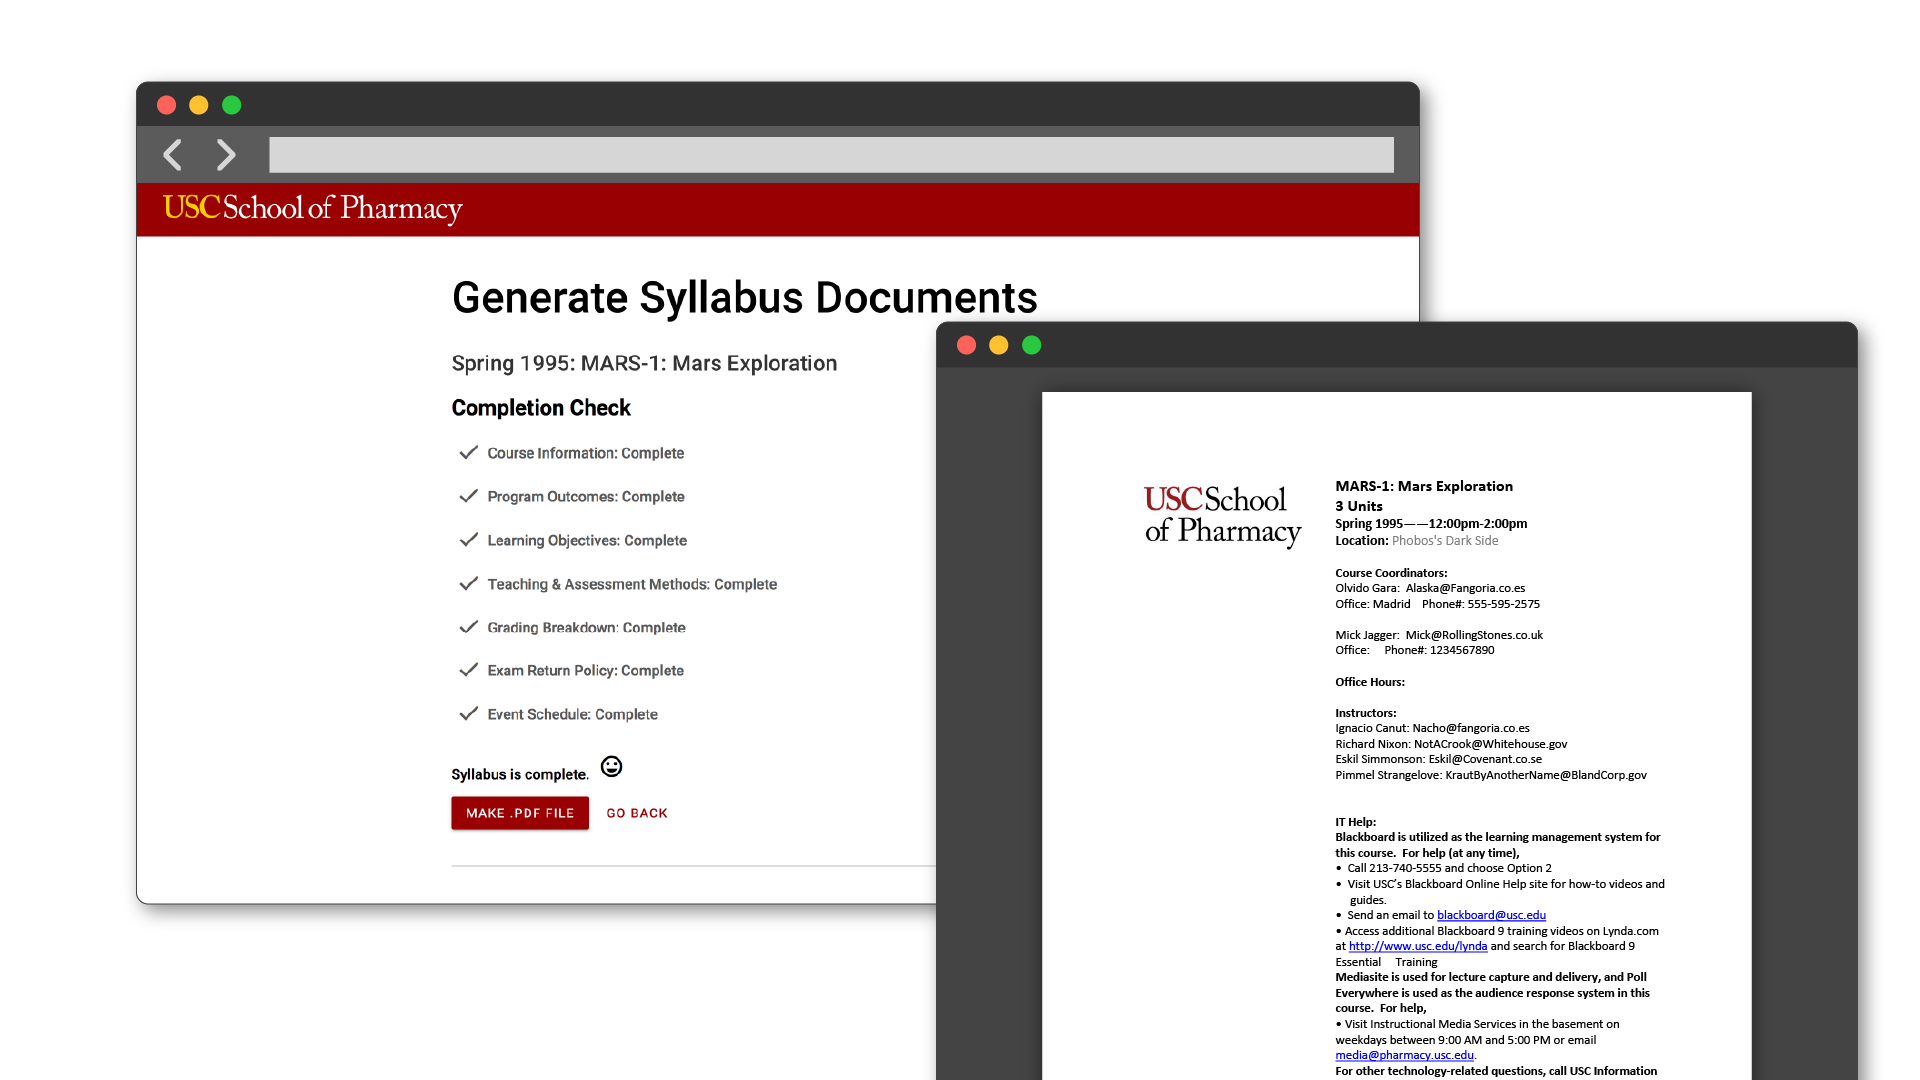 USC School of Pharmacy
Generate Syllabus Documents
Spring 1995: MARS-1: Mars Exploration
Completion Check
Course Information: Complete
Program Outcomes: Complete
Learning Objectives: Complete
Teaching & Assessment Methods: Complete
Grading Breakdown: Complete
Exam Return Policy: Complete
Event Schedule: Complete
Syllabus is complete.
MAKE .PDF FILE GO BACK
USC School
of Pharmacy
MARS-1: Mars Exploration
3 Units
Spring 1995——12:00pm-2:00pm
Location: Phobos's Dark Side
Course Coordinators:
Olvido Gara: Alaska@Fangoria.co.es
Office: Madrid Phone#: 555-595-2575
Mick Jagger: Mick@RollingStones.co.uk
Office: Phone#: 1234567890
Office Hours:
Instructors:
Ignacio Canut: Nacho@fangoria.co.es
Richard Nixon: NotACrook@Whitehouse.gov
Eskil Simmonson: Eskil@Covenant.co.se
Pimmel Strangelove: KrautByAnotherName@BlandCorp.gov
IT Help:
Blackboard is utilized as the learning management system for
this course. For help (at any time),
• Call 213-740-5555 and choose Option 2
• Visit USC’s Blackboard Online Help site for how-to videos and
guides.
• Send an email to blackboard@usc.edu
• Access additional Blackboard 9 training videos on Lynda.com
at http://www.usc.edu/lynda and search for Blackboard 9
Essential Training
Mediasite is used for lecture capture and delivery, and Poll
Everywhere is used as the audience response system in this
course. For help,
• Visit Instructional Media Services in the basement on
weekdays between 9:00 AM and 5:00 PM or email
media@pharmacy.usc.edu.
For other technology-related questions, call USC Information